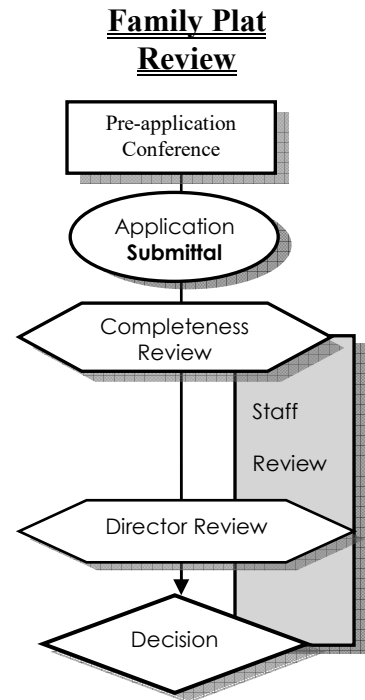 Family Plat
Review
Pre-application
Conference
Application
Submittal
Completeness
Review
Staff
Review
Director Review
Decision